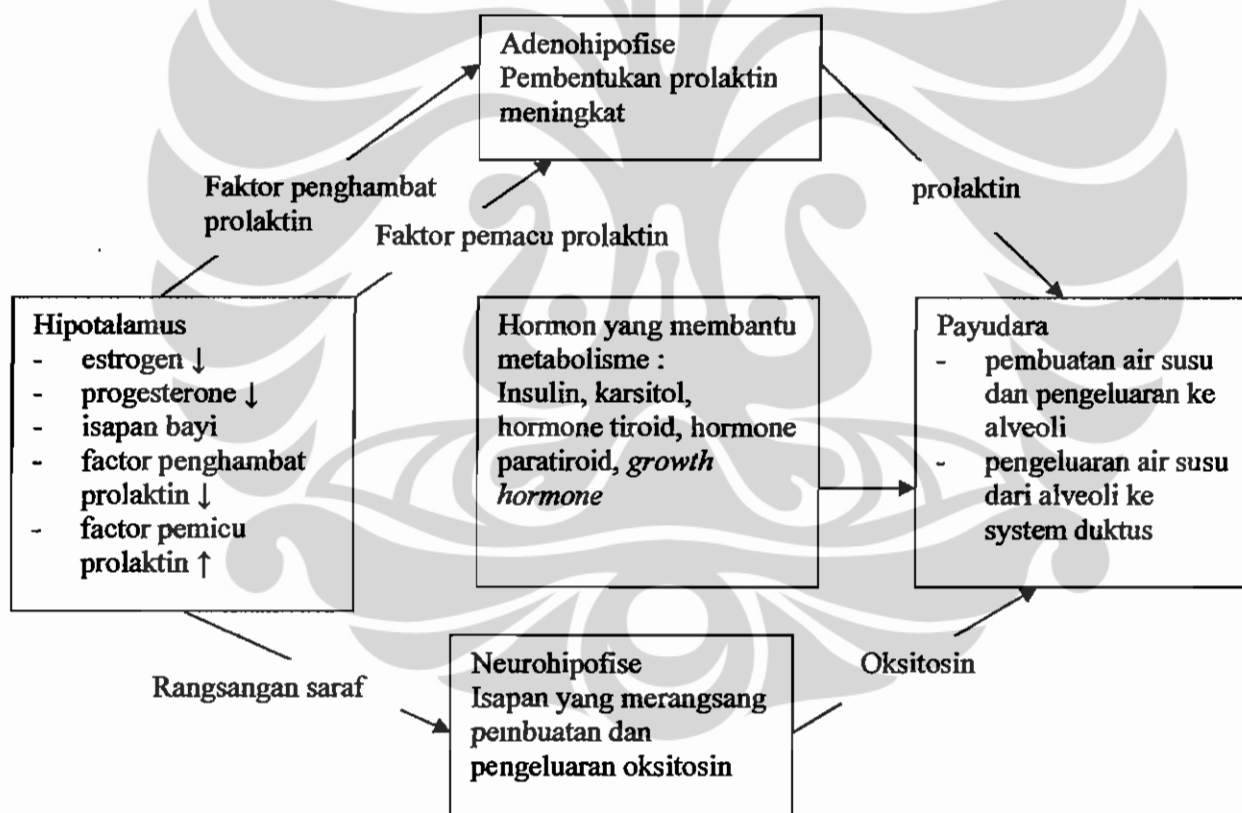 Adenohipofise
Pembentukan prolaktin
meningkat
Faktor penghambat
prolaktin
Faktor pemacu prolaktin
prolaktin
Hipotalamus
- estrogen ↓
- progesterone ↓
- isapan bayi
- factor penghambat
prolaktin ↓
- factor pemicu
prolaktin ↑
Hormon yang membantu
metabolisme :
Insulin, karsitol,
hormone tiroid, hormone
paratiroid, growth
hormone
Payudara
- pembuatan air susu
dan pengeluaran ke
alveoli
- pengeluaran air susu
dari alveoli ke
system duktus
Rangsangan saraf
Neurohipofise
Isapan yang merangsang
pembuatan dan
pengeluaran oksitosin
Oksitosin